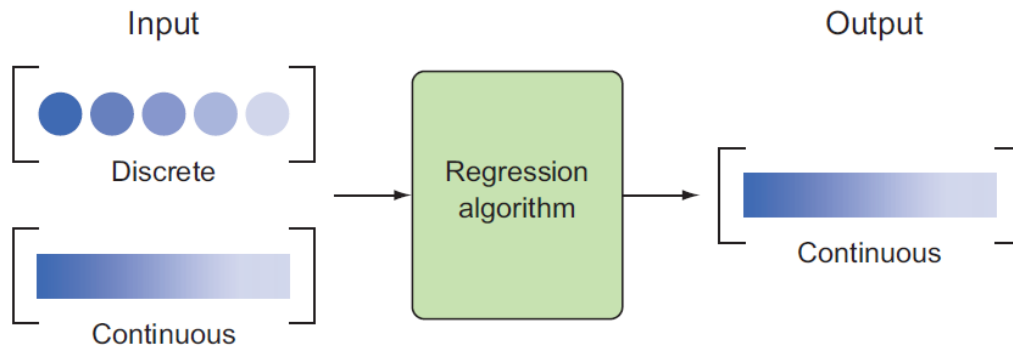 Input
Output
Discrete
Regression
algorithm
Continuous
Continuous